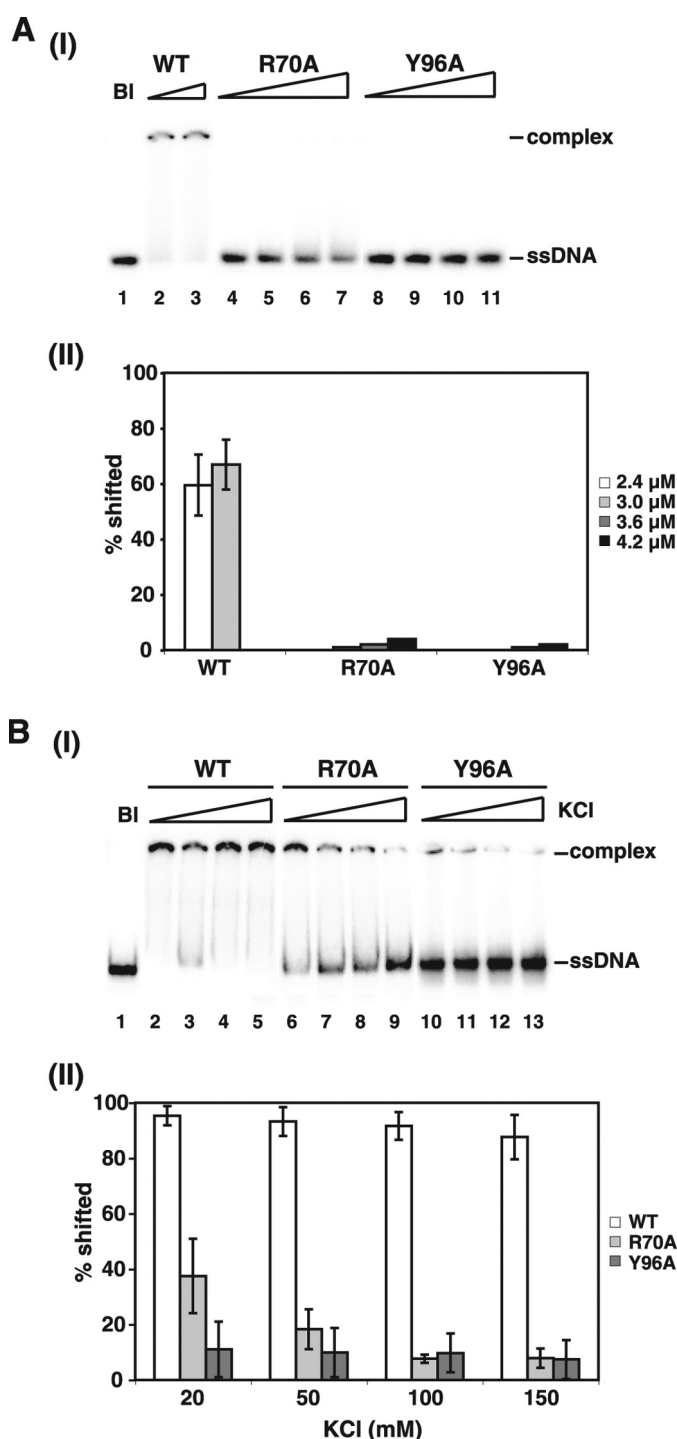 A (I)
WT R70A Y96A
Bl
complex
ssDNA
1 2 3 4 5 6 7 8 9 10 11
(II)
100
80
60
40
20
0
% shifted
WT R70A Y96A
2.4 µM
3.0 µM
3.6 µM
4.2 µM
B (I)
WT R70A Y96A
Bl KCl
complex
ssDNA
1 2 3 4 5 6 7 8 9 10 11 12 13
(II)
100
80
60
40
20
0
% shifted
WT
R70A
Y96A
20 50 100 150
KCl (mM)